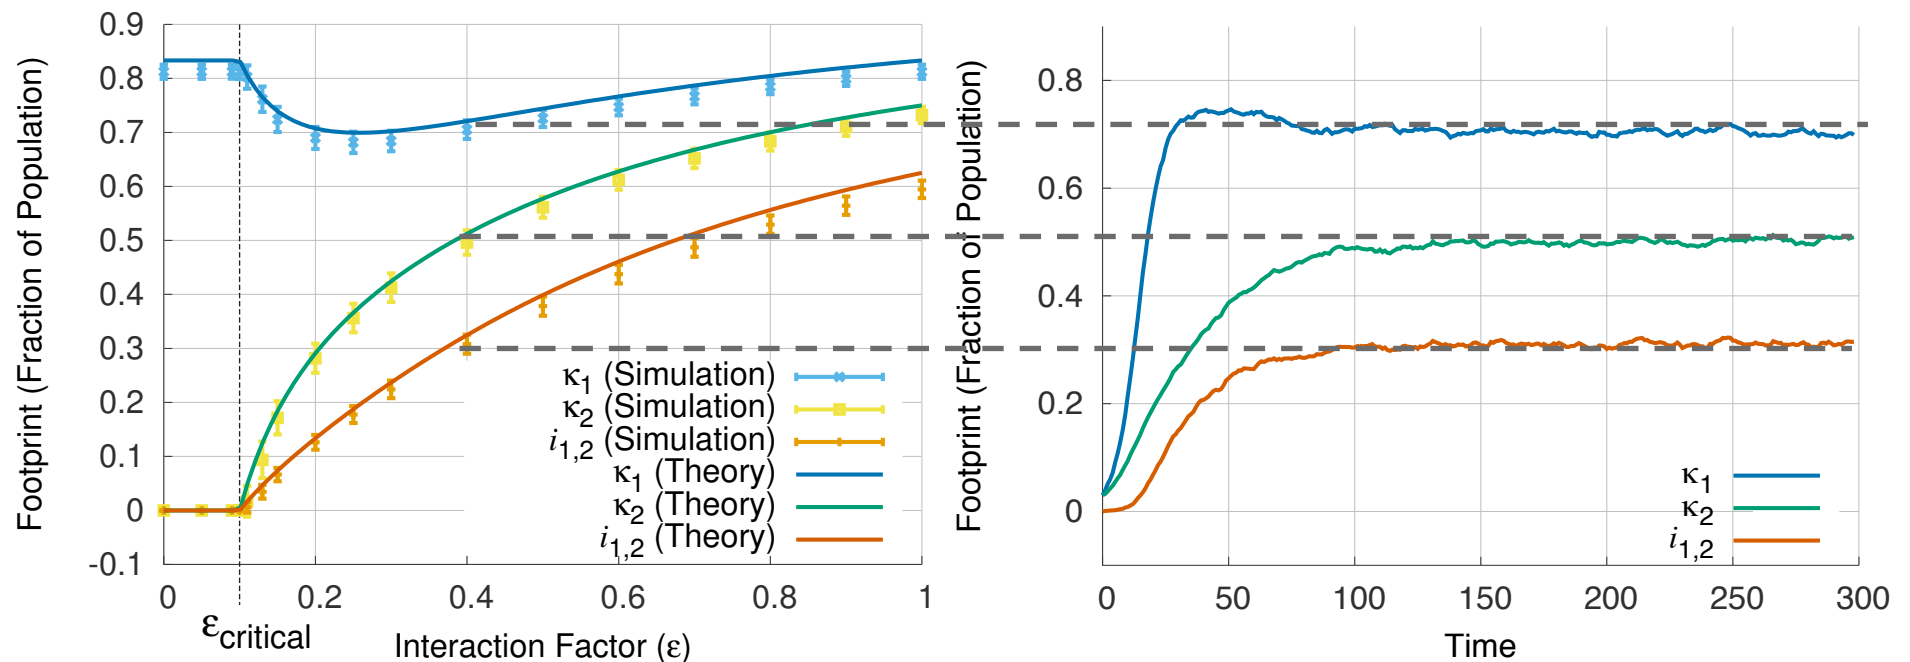 Footprint (Fraction of Population)
0.9
0.8
0.7
0.6
0.5
0.4
0.3
0.2
0.1
0
-0.1
κ1 (Simulation)
κ2 (Simulation)
i1,2 (Simulation)
κ1 (Theory)
κ2 (Theory)
i1,2 (Theory)
0 0.2 0.4 0.6 0.8 1
εcritical
Interaction Factor (ε)
Footprint (Fraction of Population)
0.8
0.6
0.4
0.2
0
κ1
κ2
i1,2
0 50 100 150 200 250 300
Time